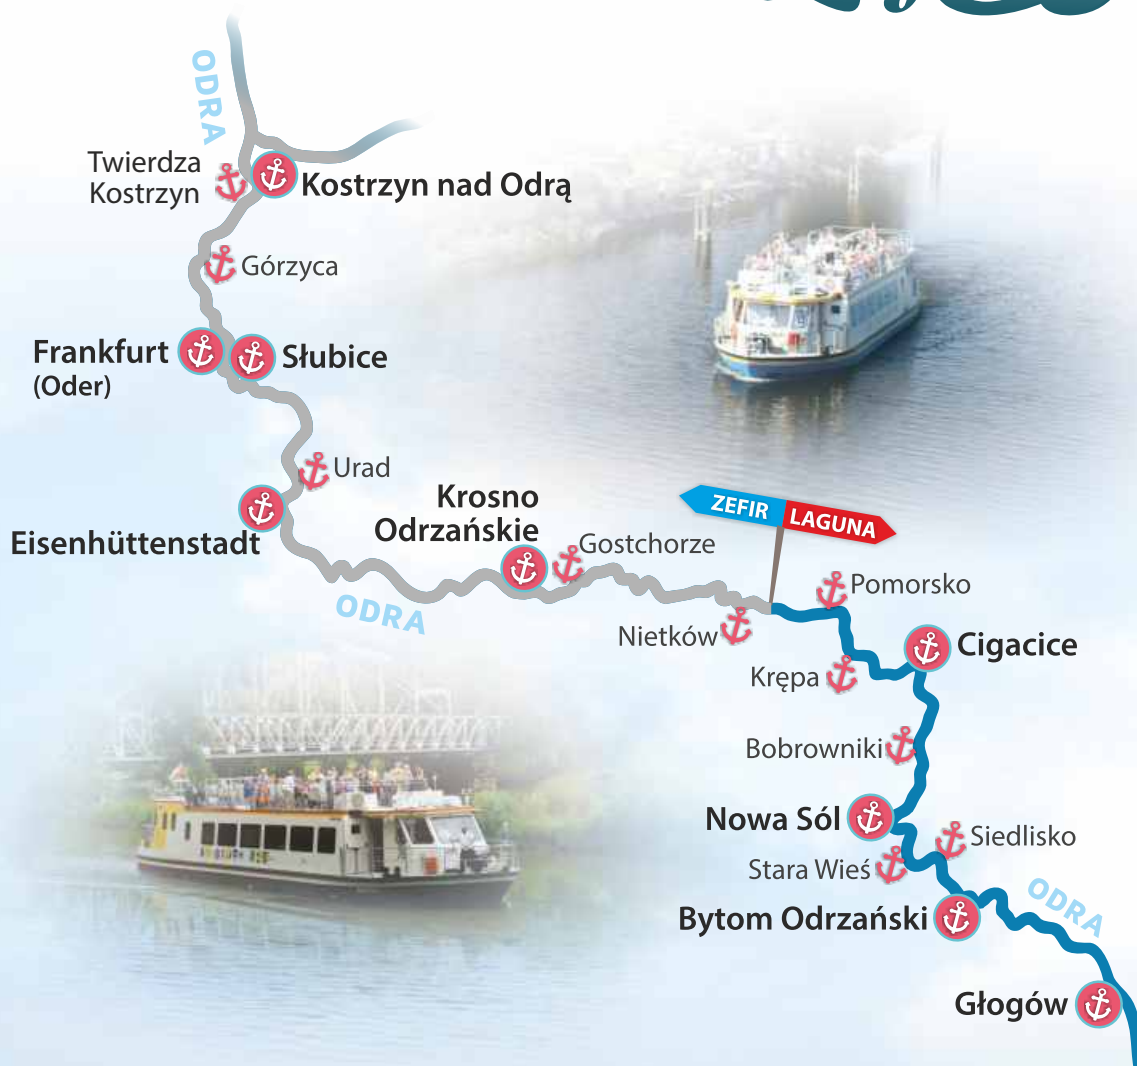 ODRA
Twierdza
Kostrzyn
Kostrzyn nad Odrą
Górzyca
Frankfurt
(Oder)
Słubice
Urad
Eisenhüttenstadt
Krosno
Odrzańskie
Gostchorze
ZEFIR
LAGUNA
Pomorsko
ODRA
Nietków
Cigacice
Krępa
Bobrowniki
Nowa Sól
Siedlisko
Stara Wieś
ODRA
Bytom Odrzański
Głogów